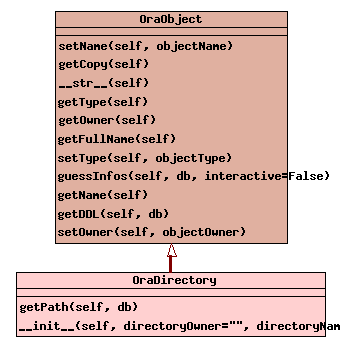 OraObject
setName(self, objectName)
getCopy(self)
__str__(self)
getType(self)
getOwner(self)
getFullName(self)
setType(self, objectType)
guessInfos(self, db, interactive=False)
getName(self)
getDDL(self, db)
setOwner(self, objectOwner)
OraDirectory
getPath(self, db)
__init__(self, directoryOwner="", directoryNam